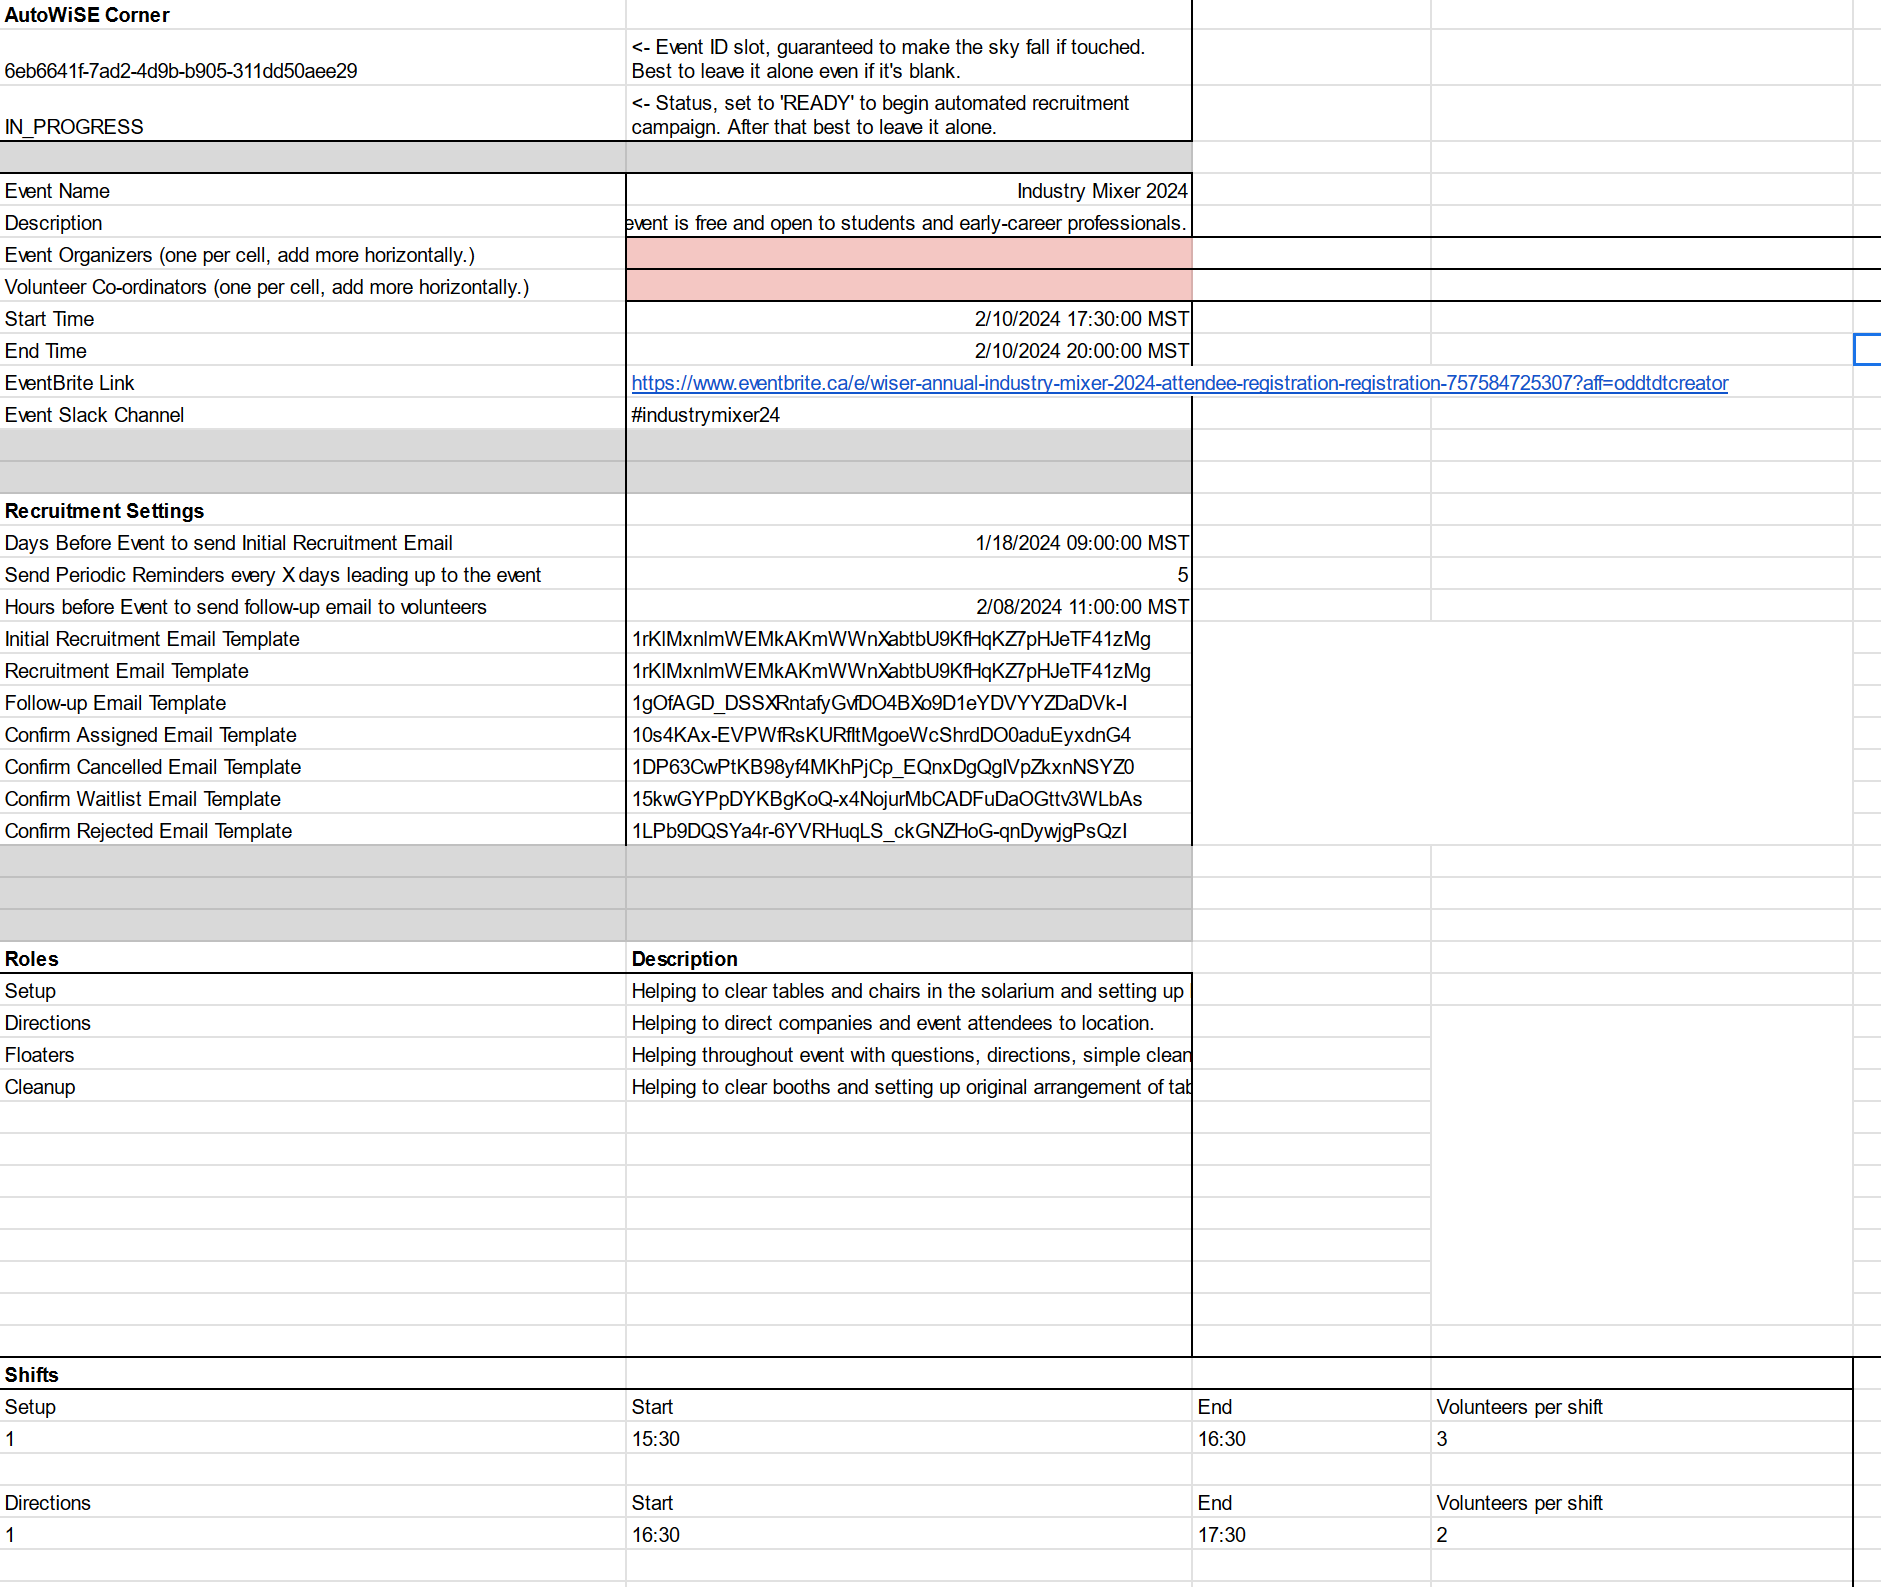 AutoWiSE Corner
<- Event ID slot, guaranteed to make the sky fall if touched.
6eb6641f-7ad2-4d9b-b905-311dd50aee29 Best to leave it alone even if it's blank.
<- Status, set to 'READY' to begin automated recruitment
IN_PROGRESS campaign. After that best to leave it alone.
Event Name Industry Mixer 2024
Description event is free and open to students and early-career professionals.
Event Organizers (one per cell, add more horizontally.)
Volunteer Co-ordinators (one per cell, add more horizontally.)
Start Time 2/10/2024 17:30:00 MST
End Time 2/10/2024 20:00:00 MST
EventBrite Link https://www.eventbrite.ca/e/wiser-annual-industry-mixer-2024-attendee-registration-registration-757584725307?aff=oddtdtcreator
Event Slack Channel #industrymixer24
Recruitment Settings
Days Before Event to send Initial Recruitment Email 1/18/2024 09:00:00 MST
Send Periodic Reminders every X days leading up to the event 5
Hours before Event to send follow-up email to volunteers 2/08/2024 11:00:00 MST
Initial Recruitment Email Template 1rKlMxnlmWEMkAKmWWnXabtbU9KfHqKZ7pHJeTF41zMg
Recruitment Email Template 1rKlMxnlmWEMkAKmWWnXabtbU9KfHqKZ7pHJeTF41zMg
Follow-up Email Template 1gOfAGD_DSSXRntafyGvfDO4BXo9D1eYDVYYZDaDVk-I
Confirm Assigned Email Template 10s4KAx-EVPWfRsKURfltMgoeWcShrdDO0aduEyxdnG4
Confirm Cancelled Email Template 1DP63CwPtKB98yf4MKhPjCp_EQnxDgQglVpZkxnNSYZ0
Confirm Waitlist Email Template 15kwGYPpDYKBgKoQ-x4NojurMbCADFuDaOGttv3WLbAs
Confirm Rejected Email Template 1LPb9DQSYa4r-6YVRHuqLS_ckGNZHoG-qnDywjgPsQzI
Roles Description
Setup Helping to clear tables and chairs in the solarium and setting up
Directions Helping to direct companies and event attendees to location.
Floaters Helping throughout event with questions, directions, simple clean
Cleanup Helping to clear booths and setting up original arrangement of tab
Shifts
Setup Start End Volunteers per shift
1 15:30 16:30 3
Directions Start End Volunteers per shift
1 16:30 17:30 2